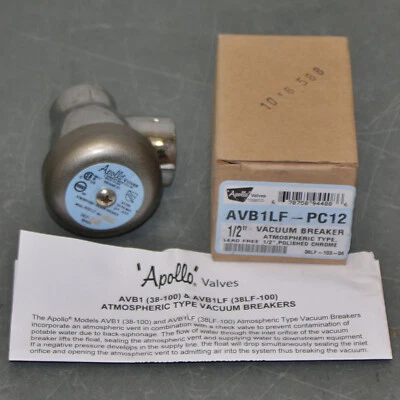 1016 388
"Apollo" Valves
AVB1LF-PC12
1/2" VACUUM BREAKER
ATMOSPHERIC TYPE,
LEAD FREE 1/2", POLISHED CHROME
Apollo
"Apollo" Valves
AVB1 (38-100) & AVB1LF (38LF-100)
ATMOSPHERIC TYPE VACUUM BREAKERS
The Apollo® Models AVB1 (38-100) and AVB1LF (38LF-100) Atmospheric Type Vacuum Breakers
incorporate an atmospheric vent in combination with a check valve to prevent contamination of
potable water due to back-siphonage. The flow of water through the inlet orifice of the vacuum
breaker lifts the float, sealing the atmospheric vent and supplying water to downstream equipment.
If a negative pressure develops in the supply line, the float will drop simultaneously sealing the inlet
orifice and opening the atmospheric vent to admitting air into the system thus breaking the vacuum.